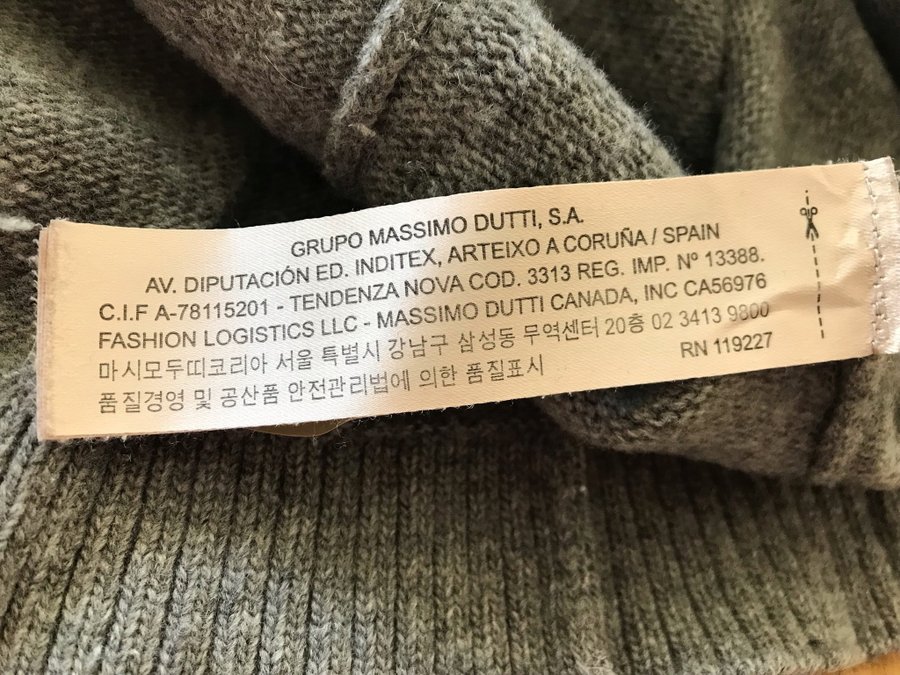 GRUPO MASSIMO DUTTI, S.A.
AV. DIPUTACIÓN ED. INDITEX, ARTEIXO A CORUÑA / SPAIN
C.I.F A-78115201 - TENDENZA NOVA COD. 3313 REG. IMP. Nº 13388.
FASHION LOGISTICS LLC - MASSIMO DUTTI CANADA, INC CA56976
마시모두띠코리아 서울 특별시 강남구 삼성동 무역센터 20층 02 3413 9800
품질경영 및 공산품 안전관리법에 의한 품질표시
RN 119227